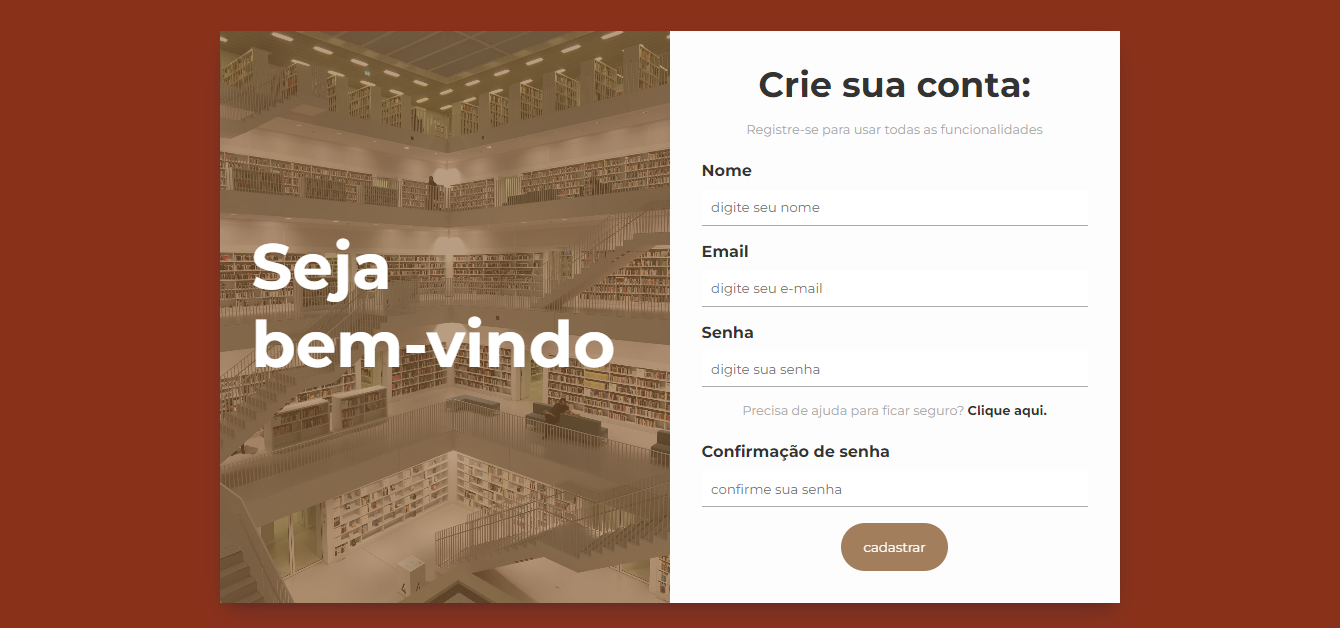 Seja
bem-vindo
Crie sua conta:
Registre-se para usar todas as funcionalidades
Nome
digite seu nome
Email
digite seu e-mail
Senha
digite sua senha
Precisa de ajuda para ficar seguro? Clique aqui.
Confirmação de senha
confirme sua senha
cadastrar